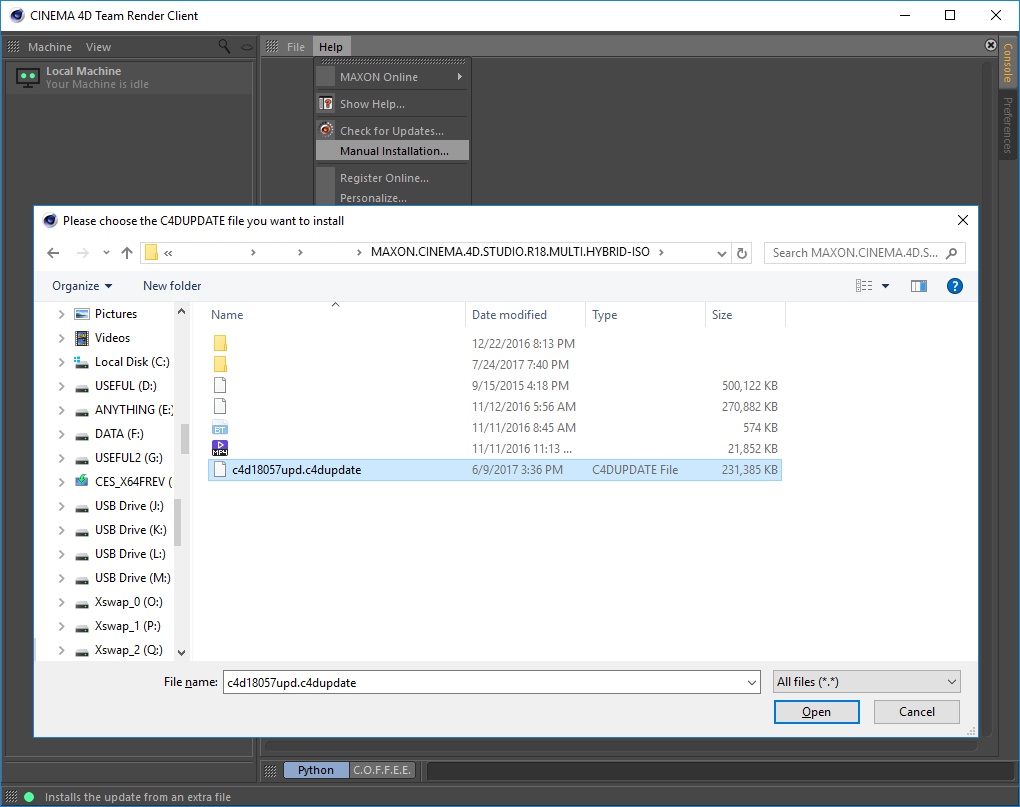 CINEMA 4D Team Render Client
Machine View
File Help
Local Machine
Your Machine is idle
MAXON Online
Show Help...
Check for Updates...
Manual Installation...
Register Online...
Personalize...
Console
Preferences
Please choose the C4DUPDATE file you want to install
« MAXON.CINEMA.4D.STUDIO.R18.MULTI.HYBRID-ISO
Search MAXON.CINEMA.4D.S...
Organize New folder
Name Date modified Type Size
Pictures
Videos
Local Disk (C:)
USEFUL (D:)
ANYTHING (E:)
DATA (F:)
USEFUL2 (G:)
CES_X64FREV (
USB Drive (J:)
USB Drive (K:)
USB Drive (L:)
USB Drive (M:)
Xswap_0 (O:)
Xswap_1 (P:)
Xswap_2 (Q:)
12/22/2016 8:13 PM
7/24/2017 7:40 PM
9/15/2015 4:18 PM 500,122 KB
11/12/2016 5:56 AM 270,882 KB
BT 11/11/2016 8:45 AM 574 KB
MP4 11/11/2016 11:13 ... 21,852 KB
c4d18057upd.c4dupdate 6/9/2017 3:36 PM C4DUPDATE File 231,385 KB
File name: c4d18057upd.c4dupdate
All files (*.*)
Open Cancel
Python C.O.F.F.E.E.
Installs the update from an extra file